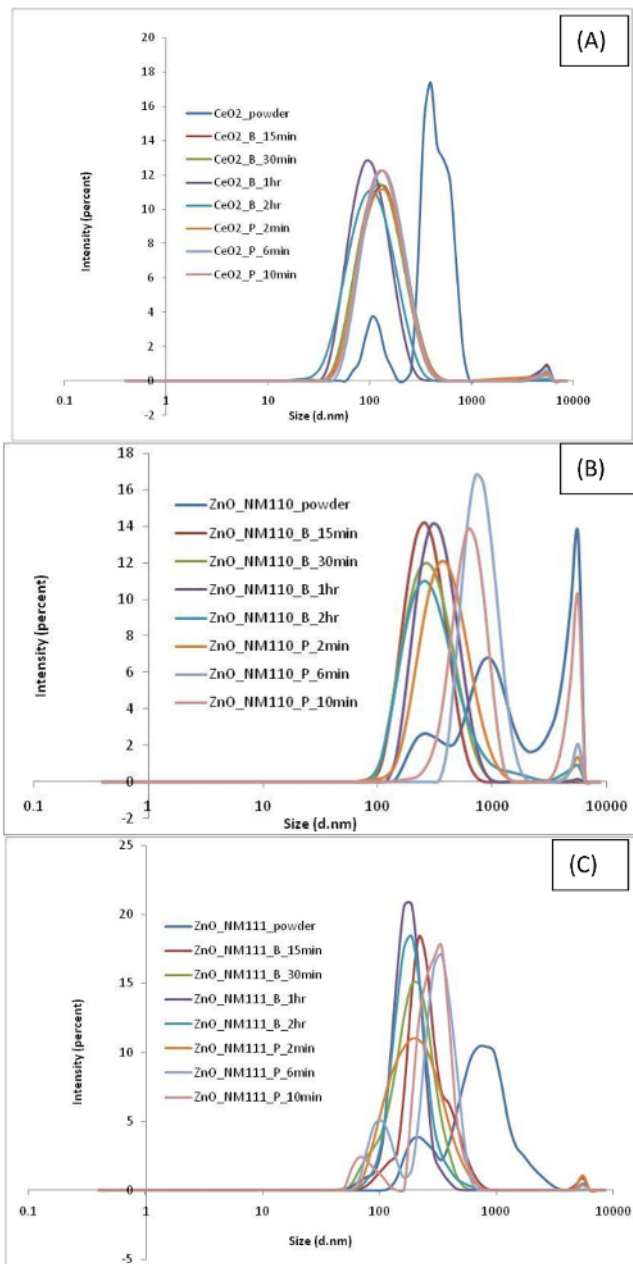 (A)
20
18
16
14
12
10
8
6
4
2
0
-2
Intensity (percent)
CeO2_powder
CeO2_B_15min
CeO2_B_30min
CeO2_B_1hr
CeO2_B_2hr
CeO2_P_2min
CeO2_P_6min
CeO2_P_10min
0.1 1 10 100 1000 10000
Size (d.nm)
(B)
18
16
14
12
10
8
6
4
2
0
-2
Intensity (percent)
ZnO_NM110_powder
ZnO_NM110_B_15min
ZnO_NM110_B_30min
ZnO_NM110_B_1hr
ZnO_NM110_B_2hr
ZnO_NM110_P_2min
ZnO_NM110_P_6min
ZnO_NM110_P_10min
0.1 1 10 100 1000 10000
Size (d.nm)
(C)
25
20
15
10
5
0
-5
Intensity (percent)
ZnO_NM111_powder
ZnO_NM111_B_15min
ZnO_NM111_B_30min
ZnO_NM111_B_1hr
ZnO_NM111_B_2hr
ZnO_NM111_P_2min
ZnO_NM111_P_6min
ZnO_NM111_P_10min
0.1 1 10 100 1000 10000
Size (d.nm)